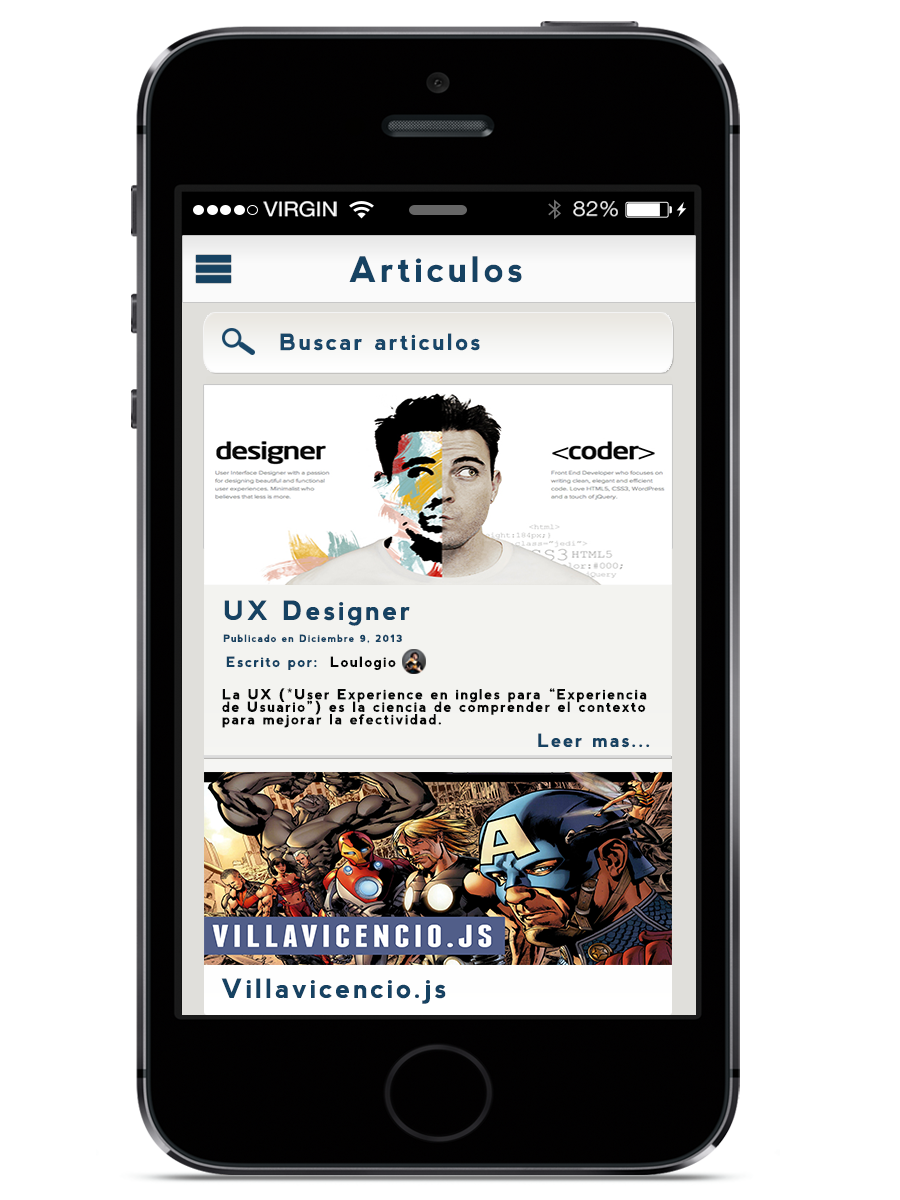 VIRGIN 82%
Articulos
Buscar articulos
designer
User Interface Designer with a passion
for designing beautiful and functional
user experiences. Minimalist who
believes that less is more.
<coder>
Front End Developer who focuses on
writing clean, elegant and efficient
code. Love HTML5, CSS3, WordPress
and a touch of jQuery.
<html>
ight:184px;}
class="jedi">
SS3 HTML5
lor:#000;
jQuery
UX Designer
Publicado en Diciembre 9, 2013
Escrito por: Loulogio
La UX (*User Experience en ingles para “Experiencia
de Usuario”) es la ciencia de comprender el contexto
para mejorar la efectividad.
Leer mas...
A
VILLAVICENCIO.JS
Villavicencio.js